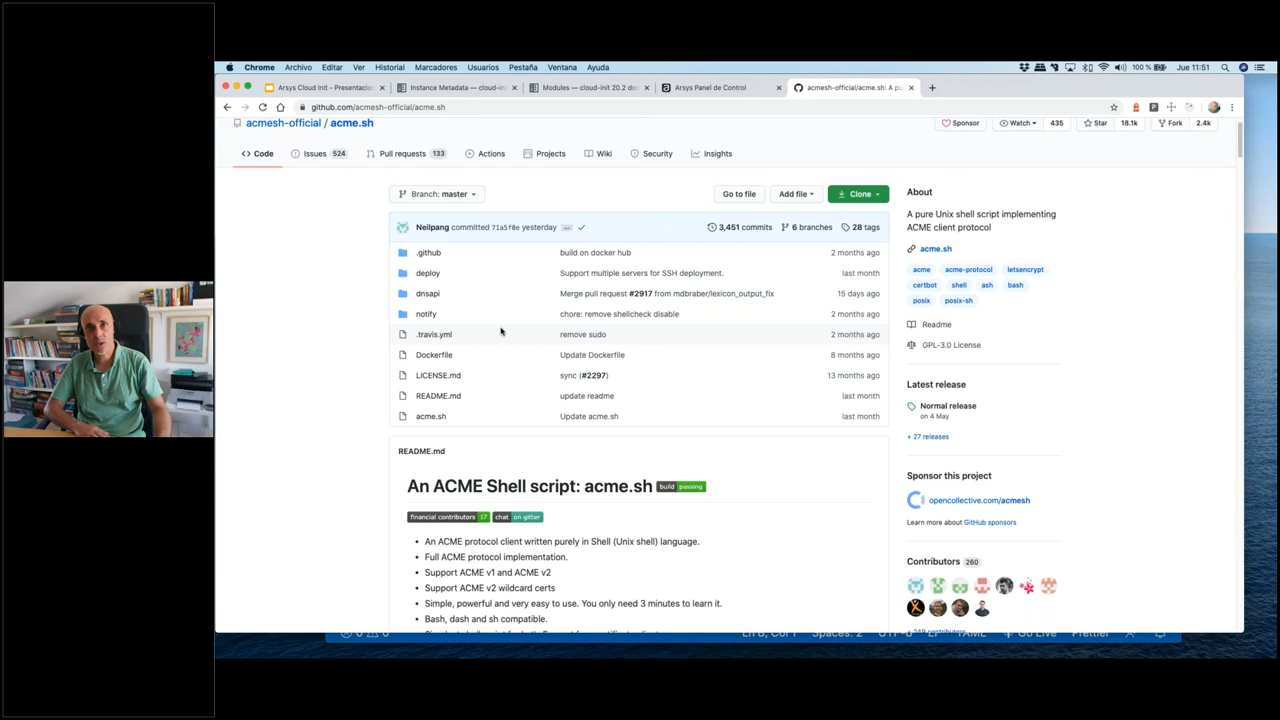 Chrome Archivo Editar Ver Historial Marcadores Usuarios Pestaña Ventana Ayuda 100 % Jue 11:51
Arsys Cloud Init - Presentacion Instance Metadata — cloud-ini Modules — cloud-init 20.2 doc Arsys Panel de Control acmesh-official/acme.sh: A pu
github.com/acmesh-official/acme.sh
acmesh-official / acme.sh Sponsor Watch 435 Star 18.1k Fork 2.4k
Code Issues 524 Pull requests 133 Actions Projects Wiki Security Insights
Branch: master Go to file Add file Clone
Neilpang committed 71a5f0e yesterday 3,451 commits 6 branches 28 tags
.github build on docker hub 2 months ago
deploy Support multiple servers for SSH deployment. last month
dnsapi Merge pull request #2917 from mdbraber/lexicon_output_fix 15 days ago
notify chore: remove shellcheck disable 2 months ago
.travis.yml remove sudo 2 months ago
Dockerfile Update Dockerfile 8 months ago
LICENSE.md sync (#2297) 13 months ago
README.md update readme last month
acme.sh Update acme.sh last month
README.md
An ACME Shell script: acme.sh build passing
financial contributors 17 chat on gitter
• An ACME protocol client written purely in Shell (Unix shell) language.
• Full ACME protocol implementation.
• Support ACME v1 and ACME v2
• Support ACME v2 wildcard certs
• Simple, powerful and very easy to use. You only need 3 minutes to learn it.
• Bash, dash and sh compatible.
About
A pure Unix shell script implementing
ACME client protocol
acme.sh
acme acme-protocol letsencrypt
certbot shell ash bash
posix posix-sh
Readme
GPL-3.0 License
Latest release
Normal release
on 4 May
+ 27 releases
Sponsor this project
opencollective.com/acmesh
Learn more about GitHub sponsors
Contributors 260